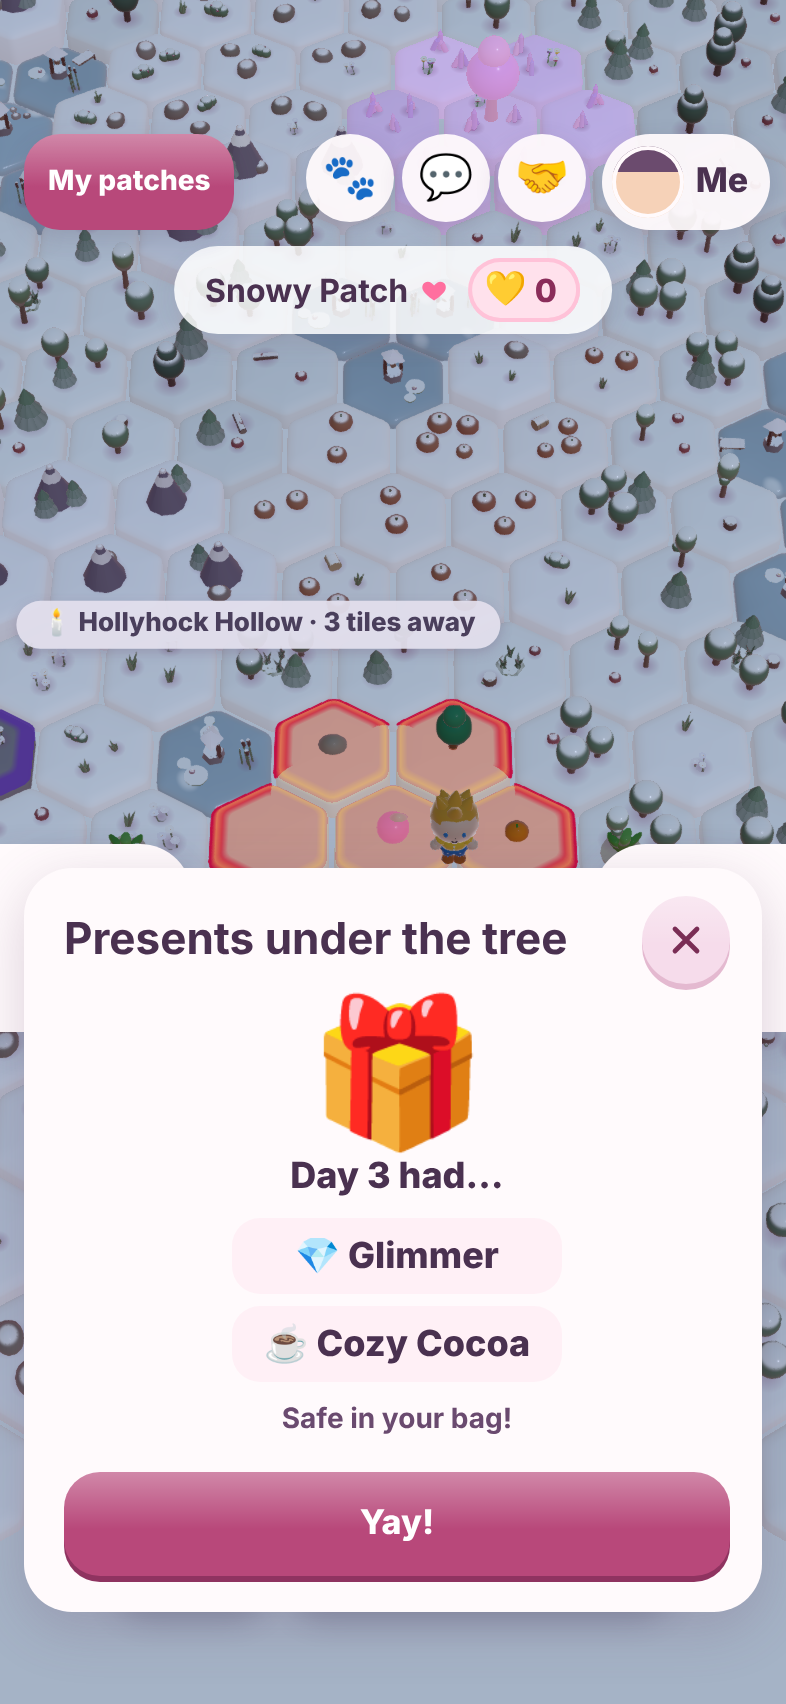 My patches
Me
Snowy Patch
0
Hollyhock Hollow · 3 tiles away
Presents under the tree
Day 3 had...
Glimmer
Cozy Cocoa
Safe in your bag!
Yay!